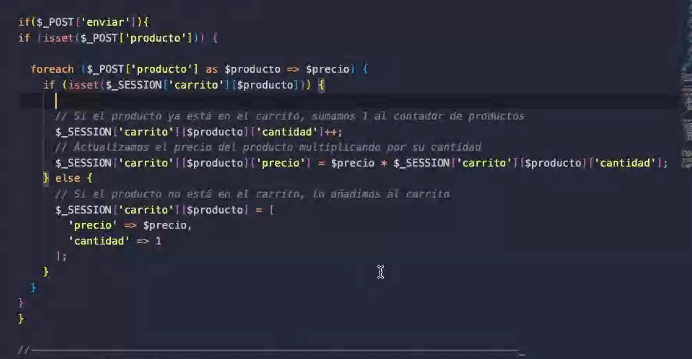 if($_POST['enviar']){
if (isset($_POST['producto'])) {
foreach ($_POST['producto'] as $producto => $precio) {
if (isset($_SESSION['carrito'][$producto])) {
// Si el producto ya está en el carrito, sumamos 1 al contador de productos
$_SESSION['carrito'][$producto]['cantidad']++;
// Actualizamos el precio del producto multiplicando por su cantidad
$_SESSION['carrito'][$producto]['precio'] = $precio * $_SESSION['carrito'][$producto]['cantidad'];
} else {
// Si el producto no está en el carrito, lo añadimos al carrito
$_SESSION['carrito'][$producto] = [
'precio' => $precio,
'cantidad' => 1
];
}
}
}
}
//————————————————————————————————_